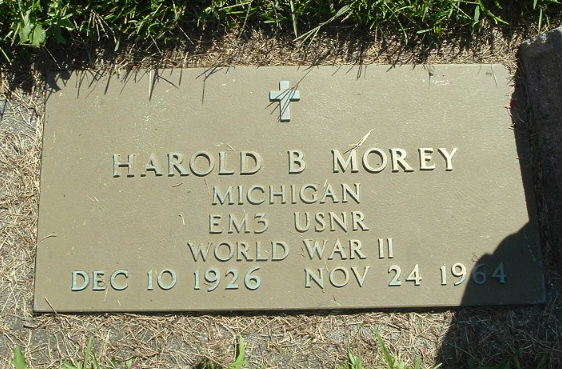 HAROLD B MOREY
MICHIGAN
EM3 USNR
WORLD WAR II
DEC 10 1926 NOV 24 1964